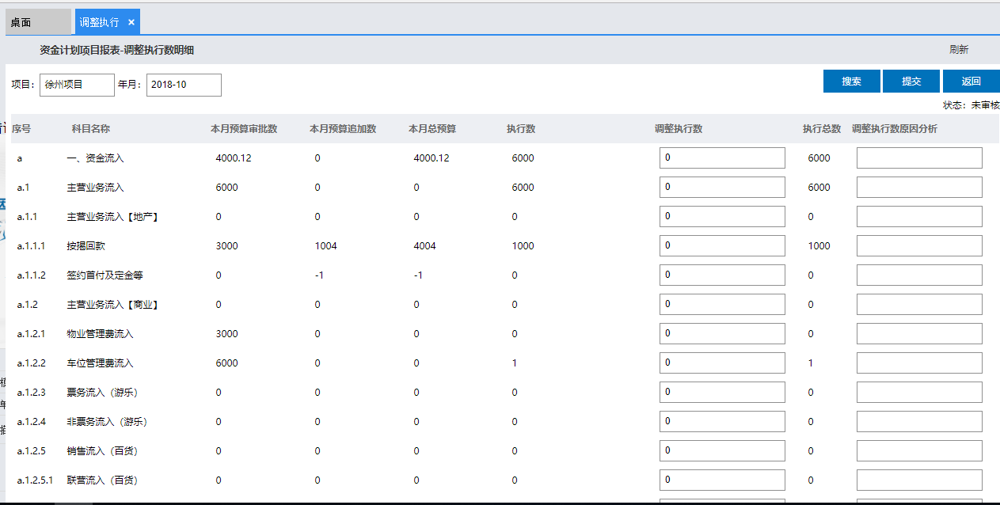 桌面 调整执行 ×
资金计划项目报表-调整执行数明细 刷新
项目: 徐州项目 年月: 2018-10 搜索 提交 返回
状态: 未审核
序号 科目名称 本月预算审批数 本月预算追加数 本月总预算 执行数 调整执行数 执行总数 调整执行数原因分析
a 一、资金流入 4000.12 0 4000.12 6000 0 6000
a.1 主营业务流入 6000 0 0 6000 0 6000
a.1.1 主营业务流入【地产】 0 0 0 0 0 0
a.1.1.1 按揭回款 3000 1004 4004 1000 0 1000
a.1.1.2 签约首付及定金等 0 -1 -1 0 0 0
a.1.2 主营业务流入【商业】 0 0 0 0 0 0
a.1.2.1 物业管理费流入 3000 0 0 0 0 0
a.1.2.2 车位管理费流入 6000 0 0 1 0 1
a.1.2.3 票务流入（游乐） 0 0 0 0 0 0
a.1.2.4 非票务流入（游乐） 0 0 0 0 0 0
a.1.2.5 销售流入（百货） 0 0 0 0 0 0
a.1.2.5.1 联营流入（百货） 0 0 0 0 0 0